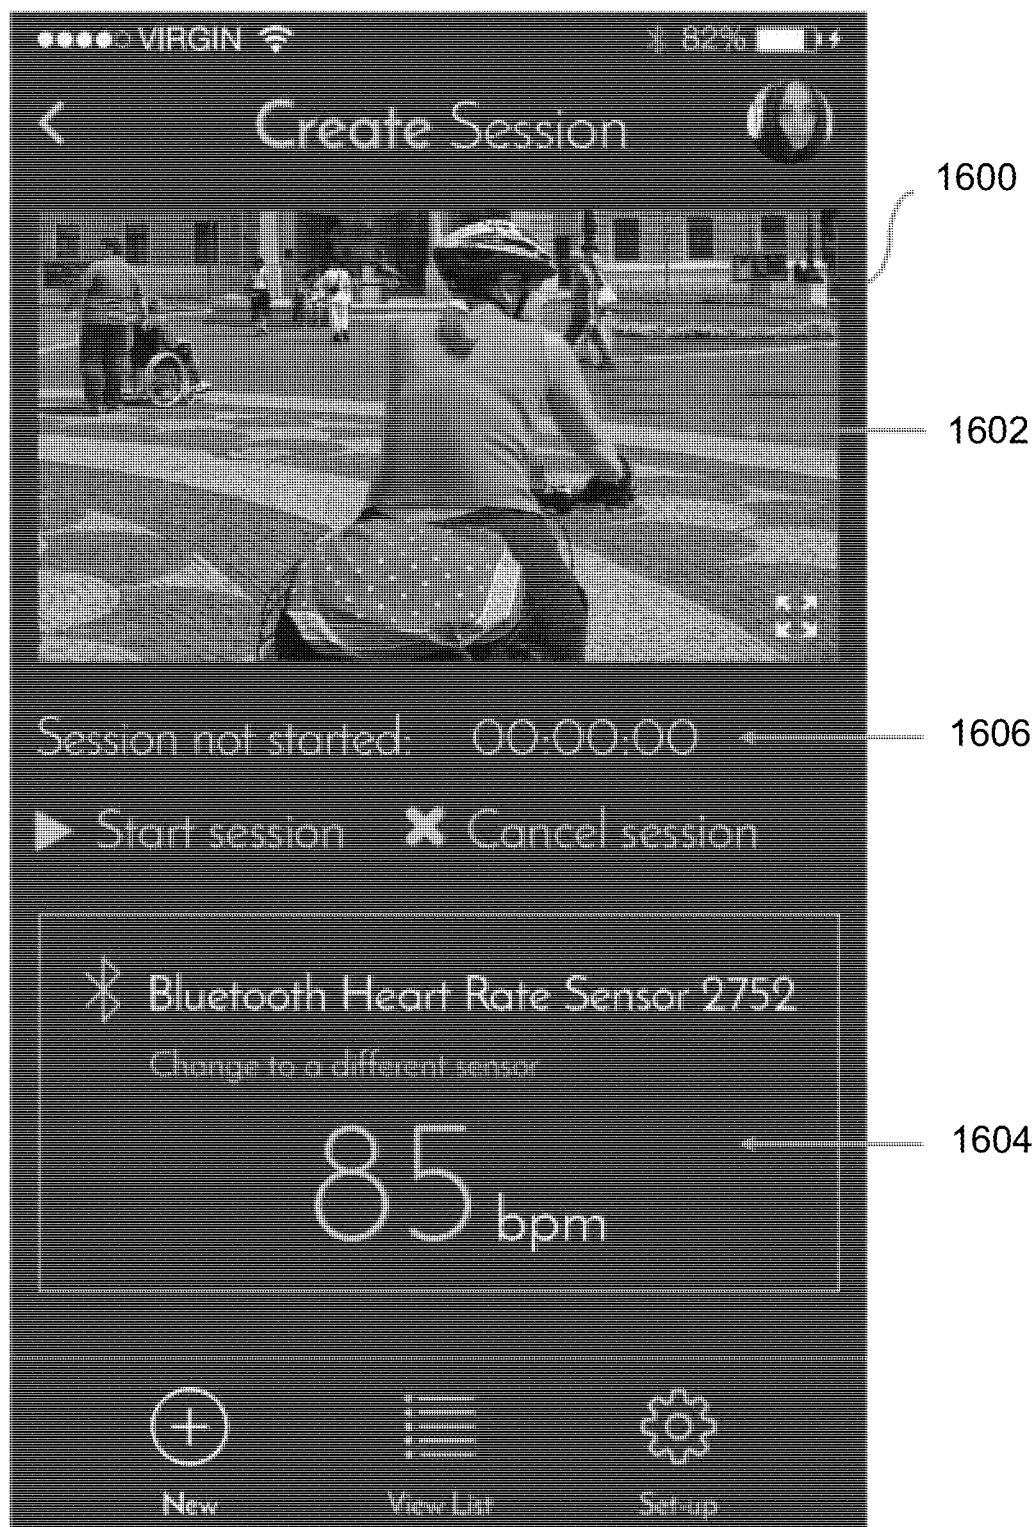 VIRGIN 82%
Create Session
1600
1602
Session not started: 00:00:00
1606
Start session Cancel session
Bluetooth Heart Rate Sensor 2752
Change to a different sensor
85 bpm
1604
New View List Set-up